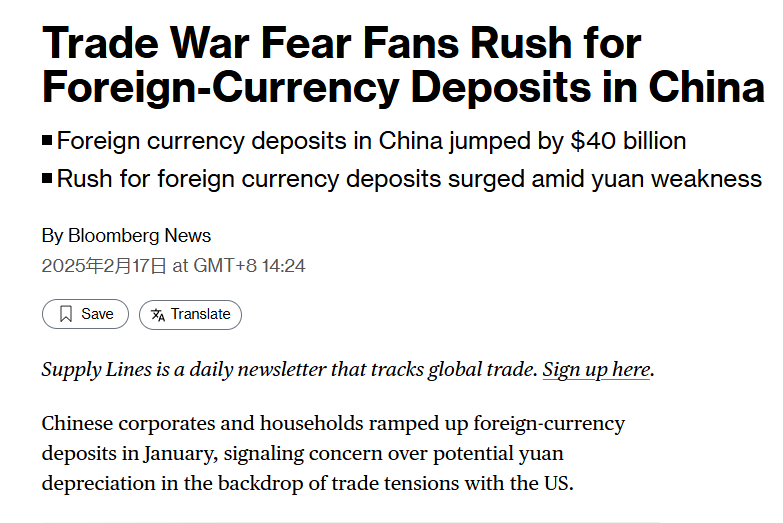 Trade War Fear Fans Rush for
Foreign-Currency Deposits in China
■ Foreign currency deposits in China jumped by $40 billion
■ Rush for foreign currency deposits surged amid yuan weakness
By Bloomberg News
2025年2月17日 at GMT+8 14:24
Save Translate
Supply Lines is a daily newsletter that tracks global trade. Sign up here.
Chinese corporates and households ramped up foreign-currency
deposits in January, signaling concern over potential yuan
depreciation in the backdrop of trade tensions with the US.